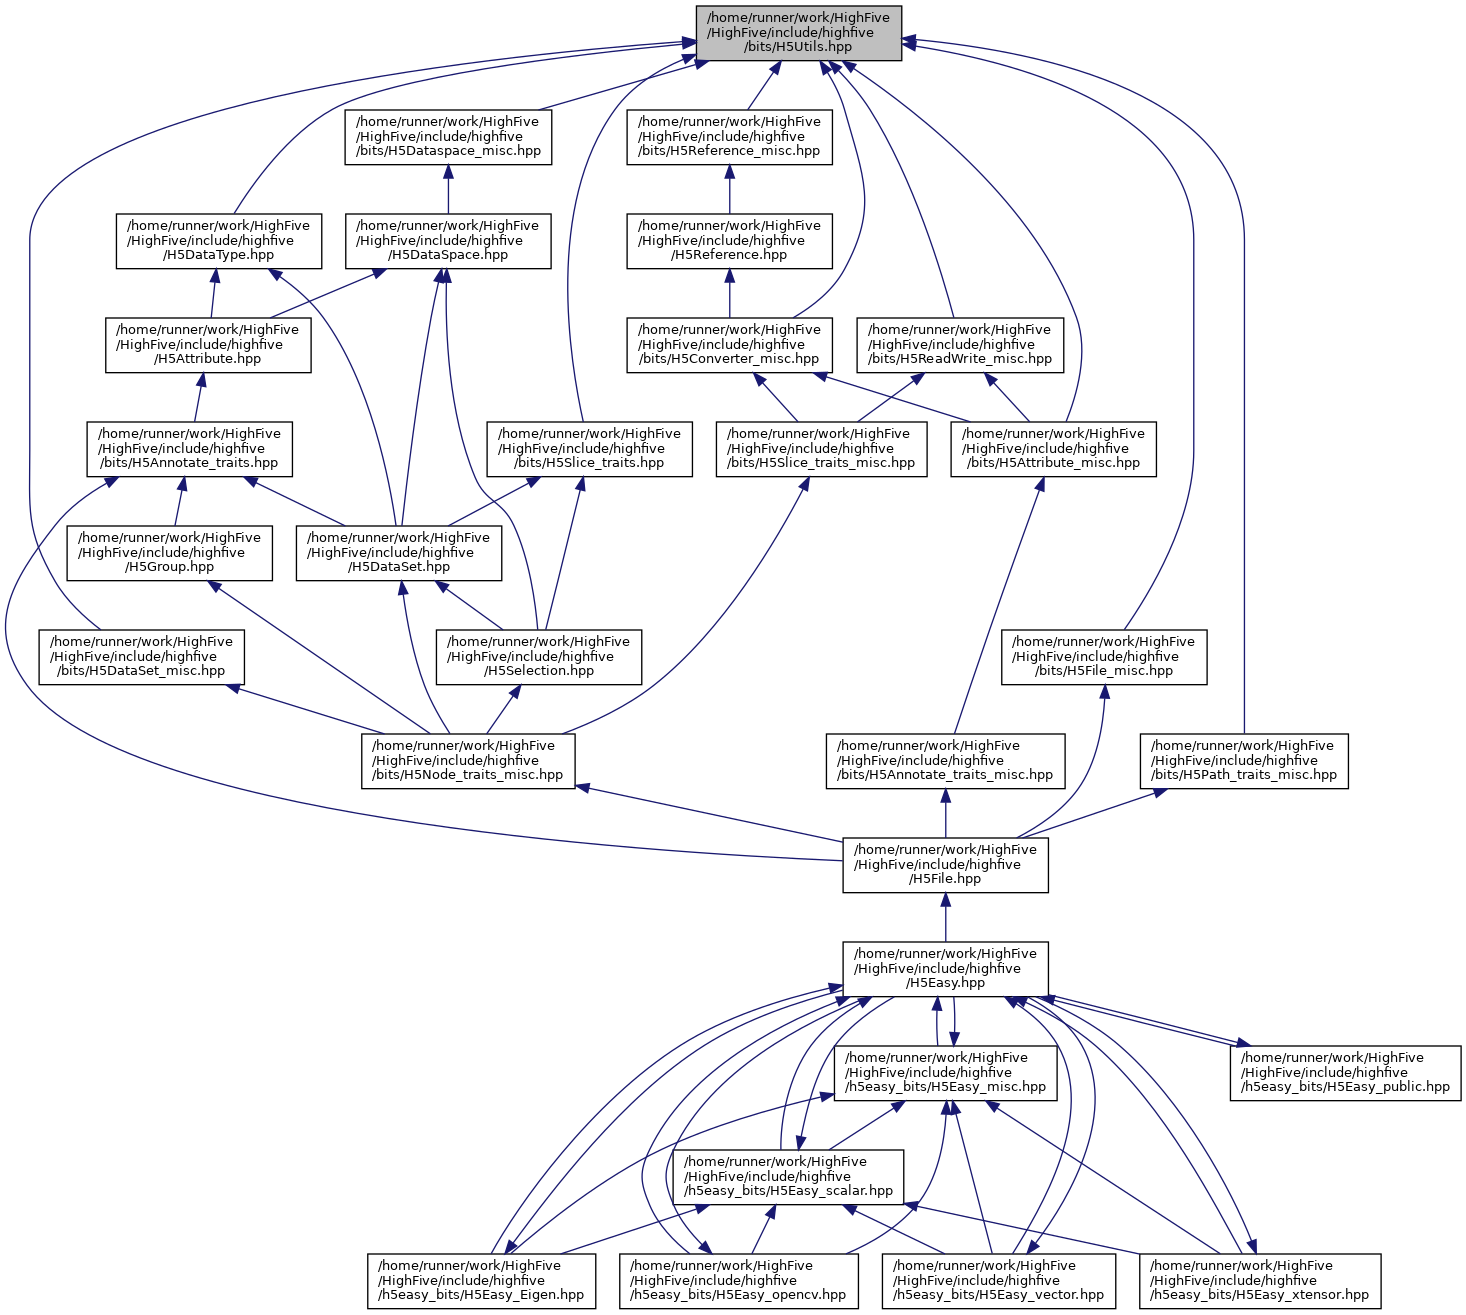 /home/runner/work/HighFive
/HighFive/include/highfive
/bits/H5Utils.hpp
/home/runner/work/HighFive
/HighFive/include/highfive
/bits/H5Dataspace_misc.hpp
/home/runner/work/HighFive
/HighFive/include/highfive
/bits/H5Reference_misc.hpp
/home/runner/work/HighFive
/HighFive/include/highfive
/H5DataType.hpp
/home/runner/work/HighFive
/HighFive/include/highfive
/H5DataSpace.hpp
/home/runner/work/HighFive
/HighFive/include/highfive
/H5Reference.hpp
/home/runner/work/HighFive
/HighFive/include/highfive
/H5Attribute.hpp
/home/runner/work/HighFive
/HighFive/include/highfive
/bits/H5Converter_misc.hpp
/home/runner/work/HighFive
/HighFive/include/highfive
/bits/H5ReadWrite_misc.hpp
/home/runner/work/HighFive
/HighFive/include/highfive
/bits/H5Annotate_traits.hpp
/home/runner/work/HighFive
/HighFive/include/highfive
/bits/H5Slice_traits.hpp
/home/runner/work/HighFive
/HighFive/include/highfive
/bits/H5Slice_traits_misc.hpp
/home/runner/work/HighFive
/HighFive/include/highfive
/bits/H5Attribute_misc.hpp
/home/runner/work/HighFive
/HighFive/include/highfive
/H5Group.hpp
/home/runner/work/HighFive
/HighFive/include/highfive
/H5DataSet.hpp
/home/runner/work/HighFive
/HighFive/include/highfive
/bits/H5DataSet_misc.hpp
/home/runner/work/HighFive
/HighFive/include/highfive
/H5Selection.hpp
/home/runner/work/HighFive
/HighFive/include/highfive
/bits/H5File_misc.hpp
/home/runner/work/HighFive
/HighFive/include/highfive
/bits/H5Node_traits_misc.hpp
/home/runner/work/HighFive
/HighFive/include/highfive
/bits/H5Annotate_traits_misc.hpp
/home/runner/work/HighFive
/HighFive/include/highfive
/bits/H5Path_traits_misc.hpp
/home/runner/work/HighFive
/HighFive/include/highfive
/H5File.hpp
/home/runner/work/HighFive
/HighFive/include/highfive
/H5Easy.hpp
/home/runner/work/HighFive
/HighFive/include/highfive
/h5easy_bits/H5Easy_misc.hpp
/home/runner/work/HighFive
/HighFive/include/highfive
/h5easy_bits/H5Easy_public.hpp
/home/runner/work/HighFive
/HighFive/include/highfive
/h5easy_bits/H5Easy_scalar.hpp
/home/runner/work/HighFive
/HighFive/include/highfive
/h5easy_bits/H5Easy_Eigen.hpp
/home/runner/work/HighFive
/HighFive/include/highfive
/h5easy_bits/H5Easy_opencv.hpp
/home/runner/work/HighFive
/HighFive/include/highfive
/h5easy_bits/H5Easy_vector.hpp
/home/runner/work/HighFive
/HighFive/include/highfive
/h5easy_bits/H5Easy_xtensor.hpp